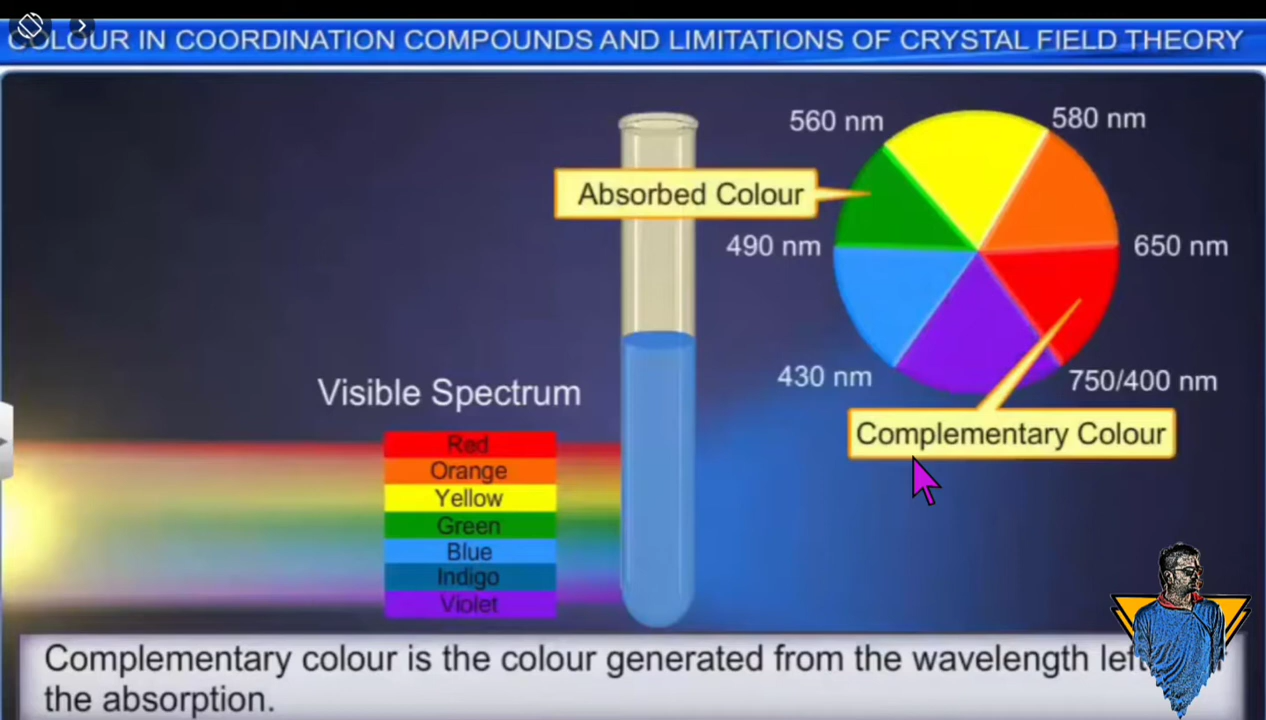 COLOUR IN COORDINATION COMPOUNDS AND LIMITATIONS OF CRYSTAL FIELD THEORY
560 nm
580 nm
Absorbed Colour
490 nm
650 nm
430 nm
750/400 nm
Visible Spectrum
Complementary Colour
Red
Orange
Yellow
Green
Blue
Indigo
Violet
Complementary colour is the colour generated from the wavelength left
the absorption.